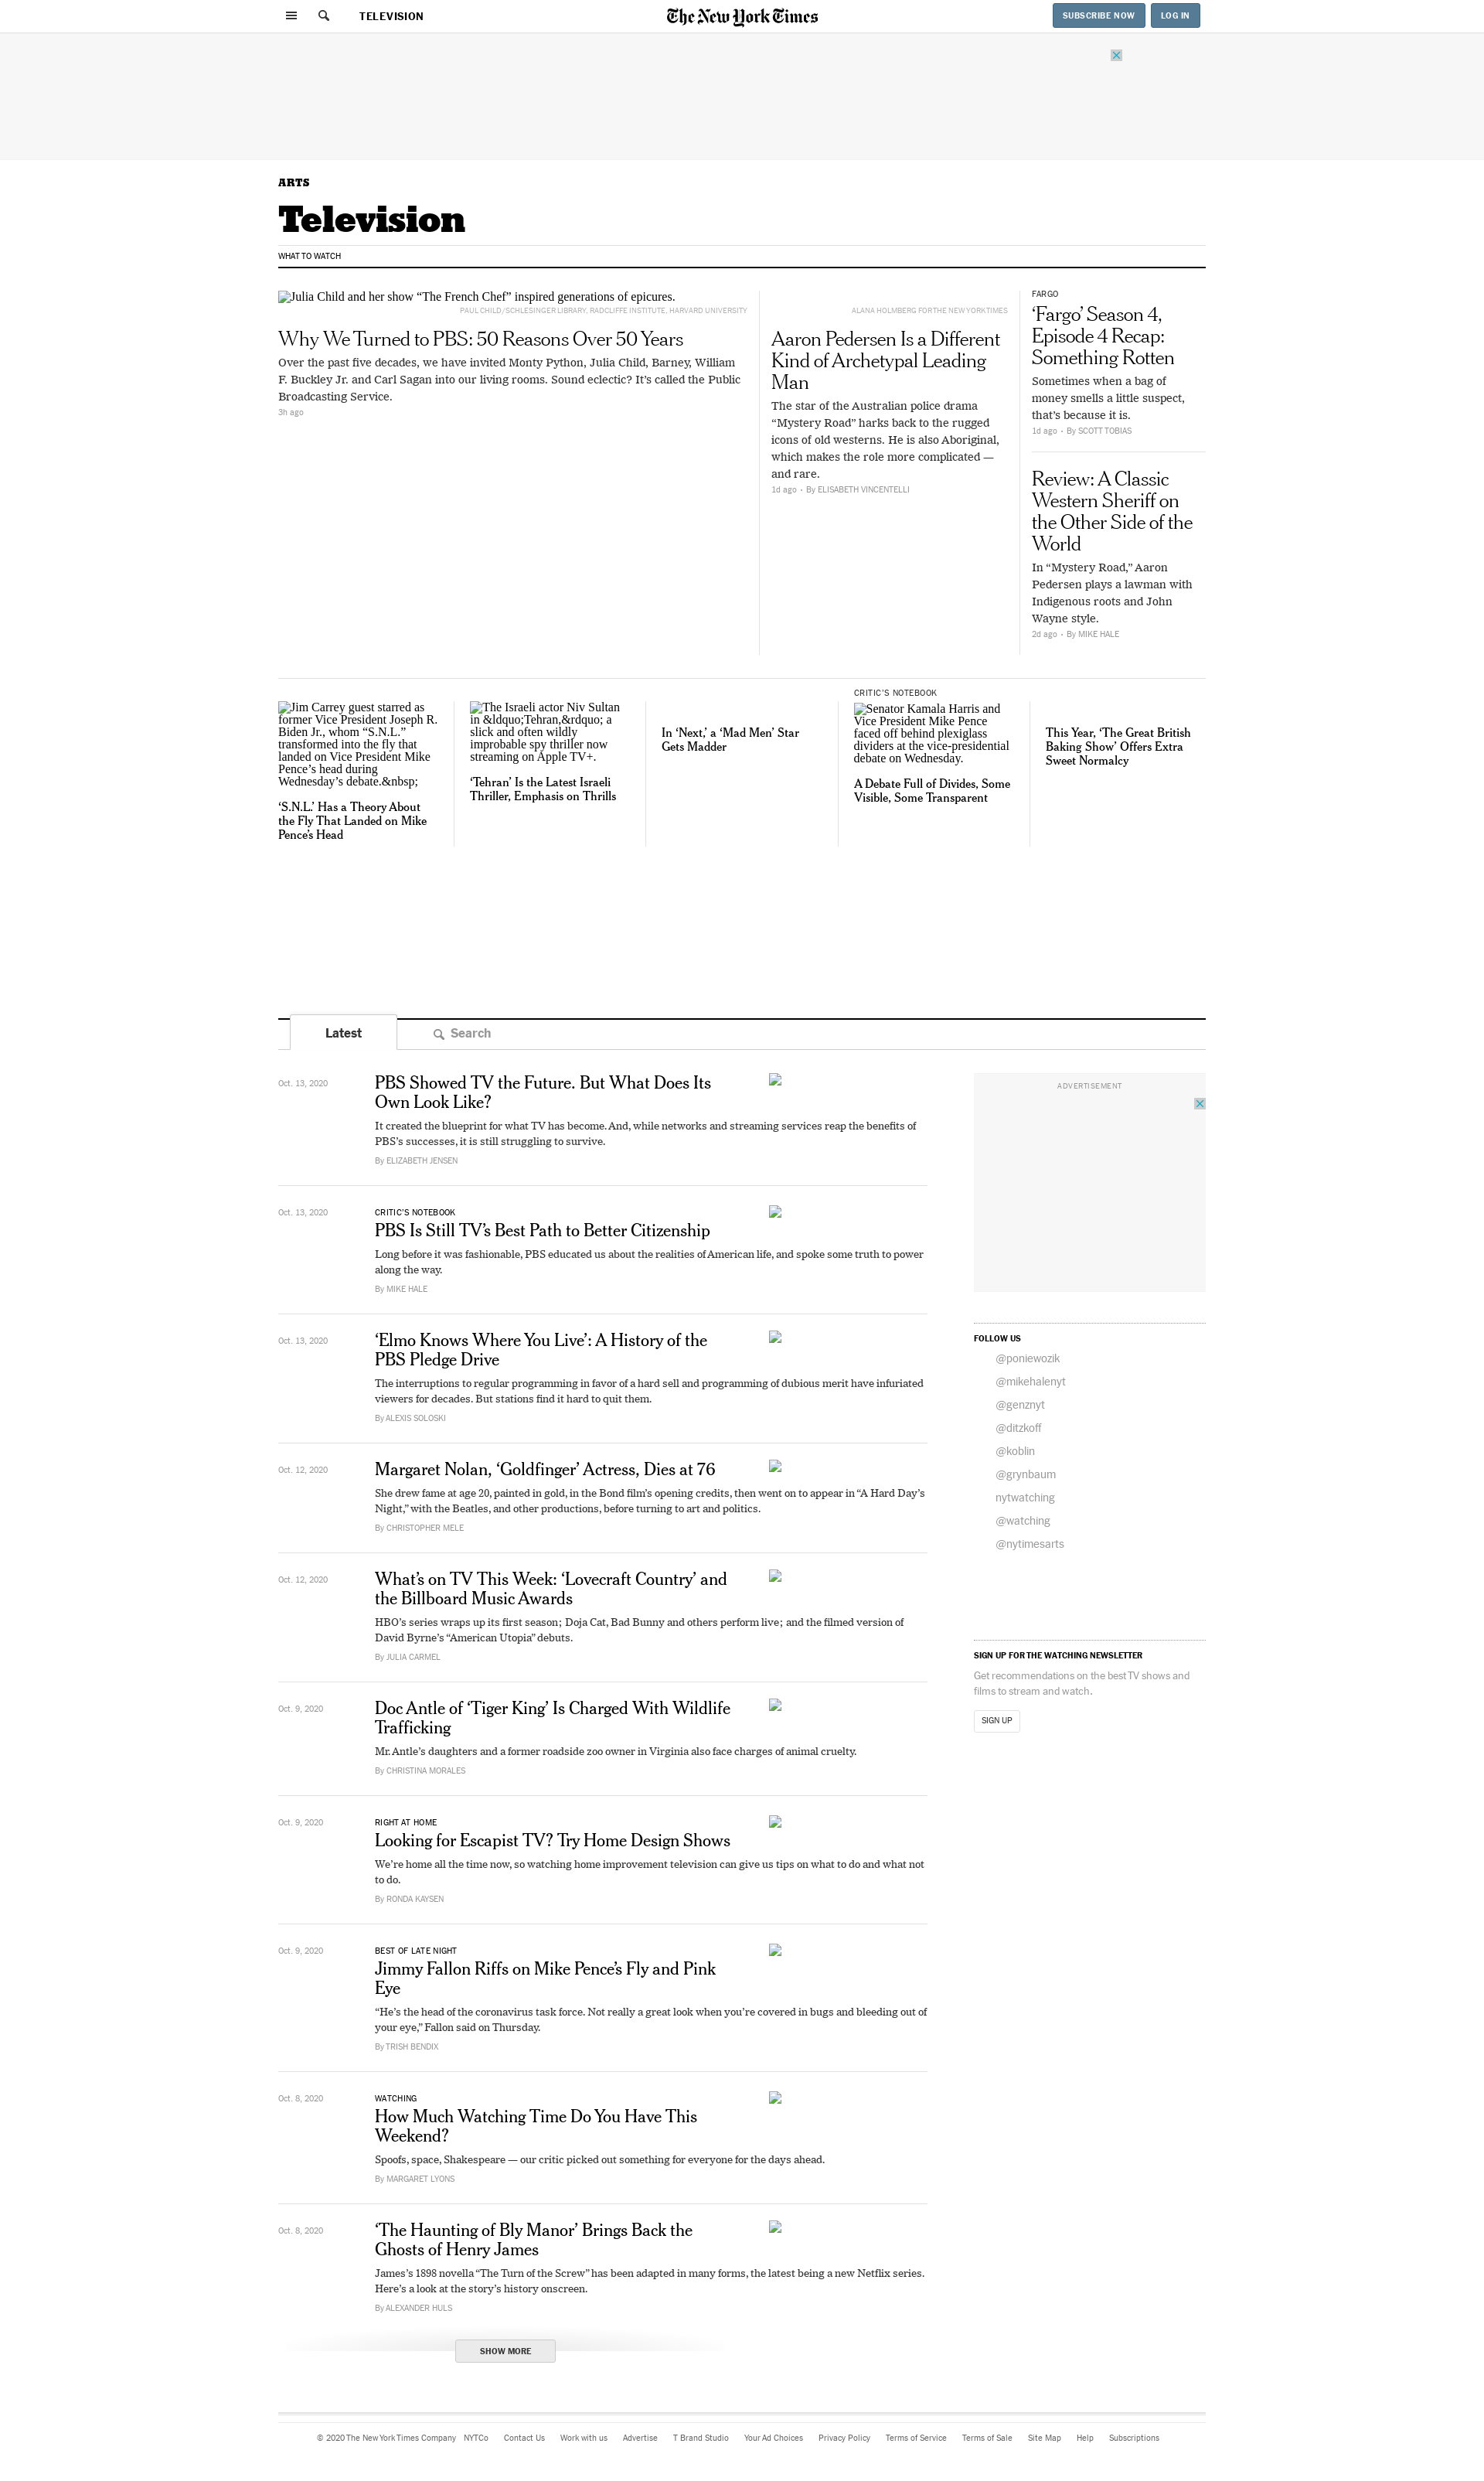 TELEVISION
The New York Times
SUBSCRIBE NOW
LOG IN
ARTS
Television
WHAT TO WATCH
Julia Child and her show “The French Chef” inspired generations of epicures.
PAUL CHILD/SCHLESINGER LIBRARY, RADCLIFFE INSTITUTE, HARVARD UNIVERSITY
Why We Turned to PBS: 50 Reasons Over 50 Years
Over the past five decades, we have invited Monty Python, Julia Child, Barney, William
F. Buckley Jr. and Carl Sagan into our living rooms. Sound eclectic? It’s called the Public
Broadcasting Service.
3h ago
ALANA HOLMBERG FOR THE NEW YORK TIMES
Aaron Pedersen Is a Different
Kind of Archetypal Leading
Man
The star of the Australian police drama
“Mystery Road” harks back to the rugged
icons of old westerns. He is also Aboriginal,
which makes the role more complicated —
and rare.
1d ago • By ELISABETH VINCENTELLI
FARGO
‘Fargo’ Season 4,
Episode 4 Recap:
Something Rotten
Sometimes when a bag of
money smells a little suspect,
that’s because it is.
1d ago • By SCOTT TOBIAS
Review: A Classic
Western Sheriff on
the Other Side of the
World
In “Mystery Road,” Aaron
Pedersen plays a lawman with
Indigenous roots and John
Wayne style.
2d ago • By MIKE HALE
Jim Carrey guest starred as
former Vice President Joseph R.
Biden Jr., whom “S.N.L.”
transformed into the fly that
landed on Vice President Mike
Pence’s head during
Wednesday’s debate.&nbsp;
‘S.N.L.’ Has a Theory About
the Fly That Landed on Mike
Pence’s Head
The Israeli actor Niv Sultan
in &ldquo;Tehran,&rdquo; a
slick and often wildly
improbable spy thriller now
streaming on Apple TV+.
‘Tehran’ Is the Latest Israeli
Thriller, Emphasis on Thrills
In ‘Next,’ a ‘Mad Men’ Star
Gets Madder
CRITIC’S NOTEBOOK
Senator Kamala Harris and
Vice President Mike Pence
faced off behind plexiglass
dividers at the vice-presidential
debate on Wednesday.
A Debate Full of Divides, Some
Visible, Some Transparent
This Year, ‘The Great British
Baking Show’ Offers Extra
Sweet Normalcy
Latest
Search
Oct. 13, 2020
PBS Showed TV the Future. But What Does Its
Own Look Like?
It created the blueprint for what TV has become. And, while networks and streaming services reap the benefits of
PBS’s successes, it is still struggling to survive.
By ELIZABETH JENSEN
Oct. 13, 2020
CRITIC’S NOTEBOOK
PBS Is Still TV’s Best Path to Better Citizenship
Long before it was fashionable, PBS educated us about the realities of American life, and spoke some truth to power
along the way.
By MIKE HALE
Oct. 13, 2020
‘Elmo Knows Where You Live’: A History of the
PBS Pledge Drive
The interruptions to regular programming in favor of a hard sell and programming of dubious merit have infuriated
viewers for decades. But stations find it hard to quit them.
By ALEXIS SOLOSKI
Oct. 12, 2020
Margaret Nolan, ‘Goldfinger’ Actress, Dies at 76
She drew fame at age 20, painted in gold, in the Bond film’s opening credits, then went on to appear in “A Hard Day’s
Night,” with the Beatles, and other productions, before turning to art and politics.
By CHRISTOPHER MELE
Oct. 12, 2020
What’s on TV This Week: ‘Lovecraft Country’ and
the Billboard Music Awards
HBO’s series wraps up its first season; Doja Cat, Bad Bunny and others perform live; and the filmed version of
David Byrne’s “American Utopia” debuts.
By JULIA CARMEL
Oct. 9, 2020
Doc Antle of ‘Tiger King’ Is Charged With Wildlife
Trafficking
Mr. Antle’s daughters and a former roadside zoo owner in Virginia also face charges of animal cruelty.
By CHRISTINA MORALES
Oct. 9, 2020
RIGHT AT HOME
Looking for Escapist TV? Try Home Design Shows
We’re home all the time now, so watching home improvement television can give us tips on what to do and what not
to do.
By RONDA KAYSEN
Oct. 9, 2020
BEST OF LATE NIGHT
Jimmy Fallon Riffs on Mike Pence’s Fly and Pink
Eye
“He’s the head of the coronavirus task force. Not really a great look when you’re covered in bugs and bleeding out of
your eye,” Fallon said on Thursday.
By TRISH BENDIX
Oct. 8, 2020
WATCHING
How Much Watching Time Do You Have This
Weekend?
Spoofs, space, Shakespeare — our critic picked out something for everyone for the days ahead.
By MARGARET LYONS
Oct. 8, 2020
‘The Haunting of Bly Manor’ Brings Back the
Ghosts of Henry James
James’s 1898 novella “The Turn of the Screw” has been adapted in many forms, the latest being a new Netflix series.
Here’s a look at the story’s history onscreen.
By ALEXANDER HULS
SHOW MORE
ADVERTISEMENT
FOLLOW US
@poniewozik
@mikehalenyt
@genznyt
@ditzkoff
@koblin
@grynbaum
nytwatching
@watching
@nytimesarts
SIGN UP FOR THE WATCHING NEWSLETTER
Get recommendations on the best TV shows and
films to stream and watch.
SIGN UP
© 2020 The New York Times Company NYTCo Contact Us Work with us Advertise T Brand Studio Your Ad Choices Privacy Policy Terms of Service Terms of Sale Site Map Help Subscriptions